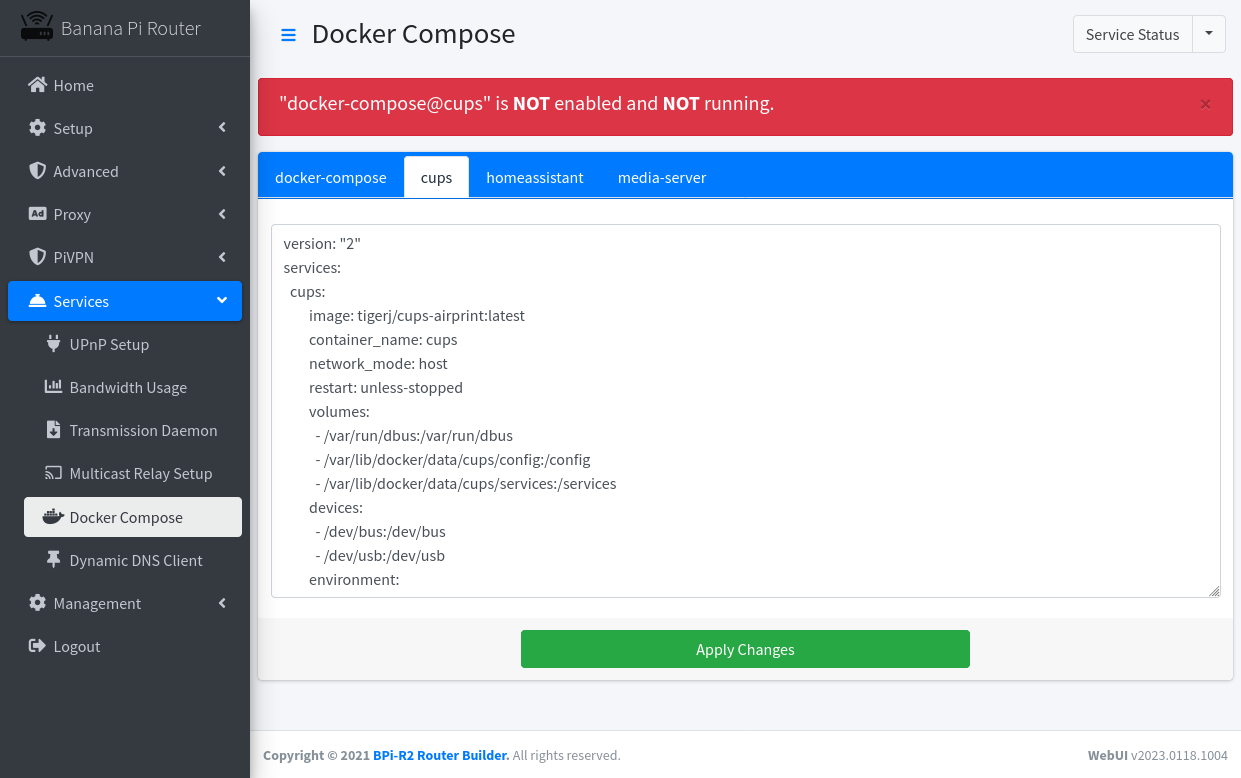 Banana Pi Router
Home
Setup
Advanced
Ad Proxy
PiVPN
Services
UPnP Setup
Bandwidth Usage
Transmission Daemon
Multicast Relay Setup
Docker Compose
Dynamic DNS Client
Management
Logout
Docker Compose
Service Status
"docker-compose@cups" is NOT enabled and NOT running. ×
docker-compose cups homeassistant media-server
version: "2"
services:
  cups:
    image: tigerj/cups-airprint:latest
    container_name: cups
    network_mode: host
    restart: unless-stopped
    volumes:
      - /var/run/dbus:/var/run/dbus
      - /var/lib/docker/data/cups/config:/config
      - /var/lib/docker/data/cups/services:/services
    devices:
      - /dev/bus:/dev/bus
      - /dev/usb:/dev/usb
    environment:
Apply Changes
Copyright © 2021 BPi-R2 Router Builder. All rights reserved.
WebUI v2023.0118.1004